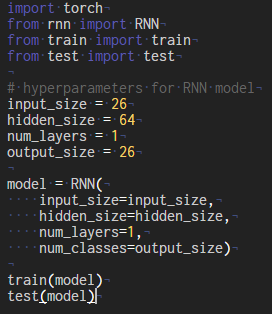 import torch
from rnn import RNN
from train import train
from test import test

# hyperparameters for RNN model
input_size = 26
hidden_size = 64
num_layers = 1
output_size = 26

model = RNN(
    input_size=input_size,
    hidden_size=hidden_size,
    num_layers=1,
    num_classes=output_size)

train(model)
test(model)